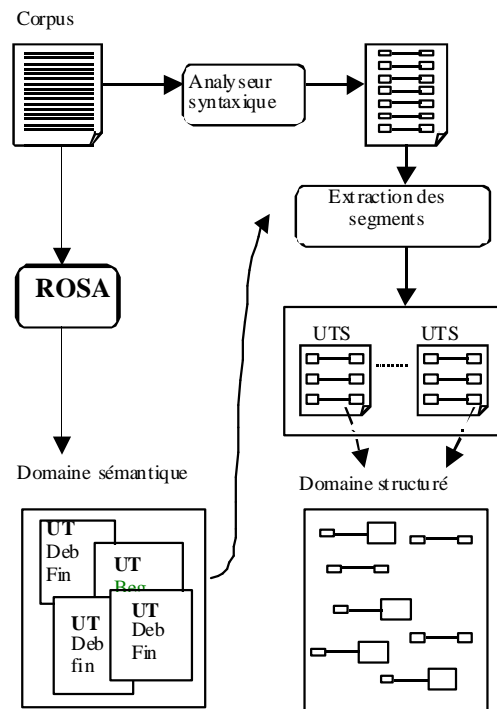 Corpus
Analyseur
syntaxique
Extraction des
segments
ROSA
UTS
UTS
Domaine sémantique
Domaine structuré
UT
Deb
Fin
UT
Beg
UT
Deb
fin
UT
Deb
Fin